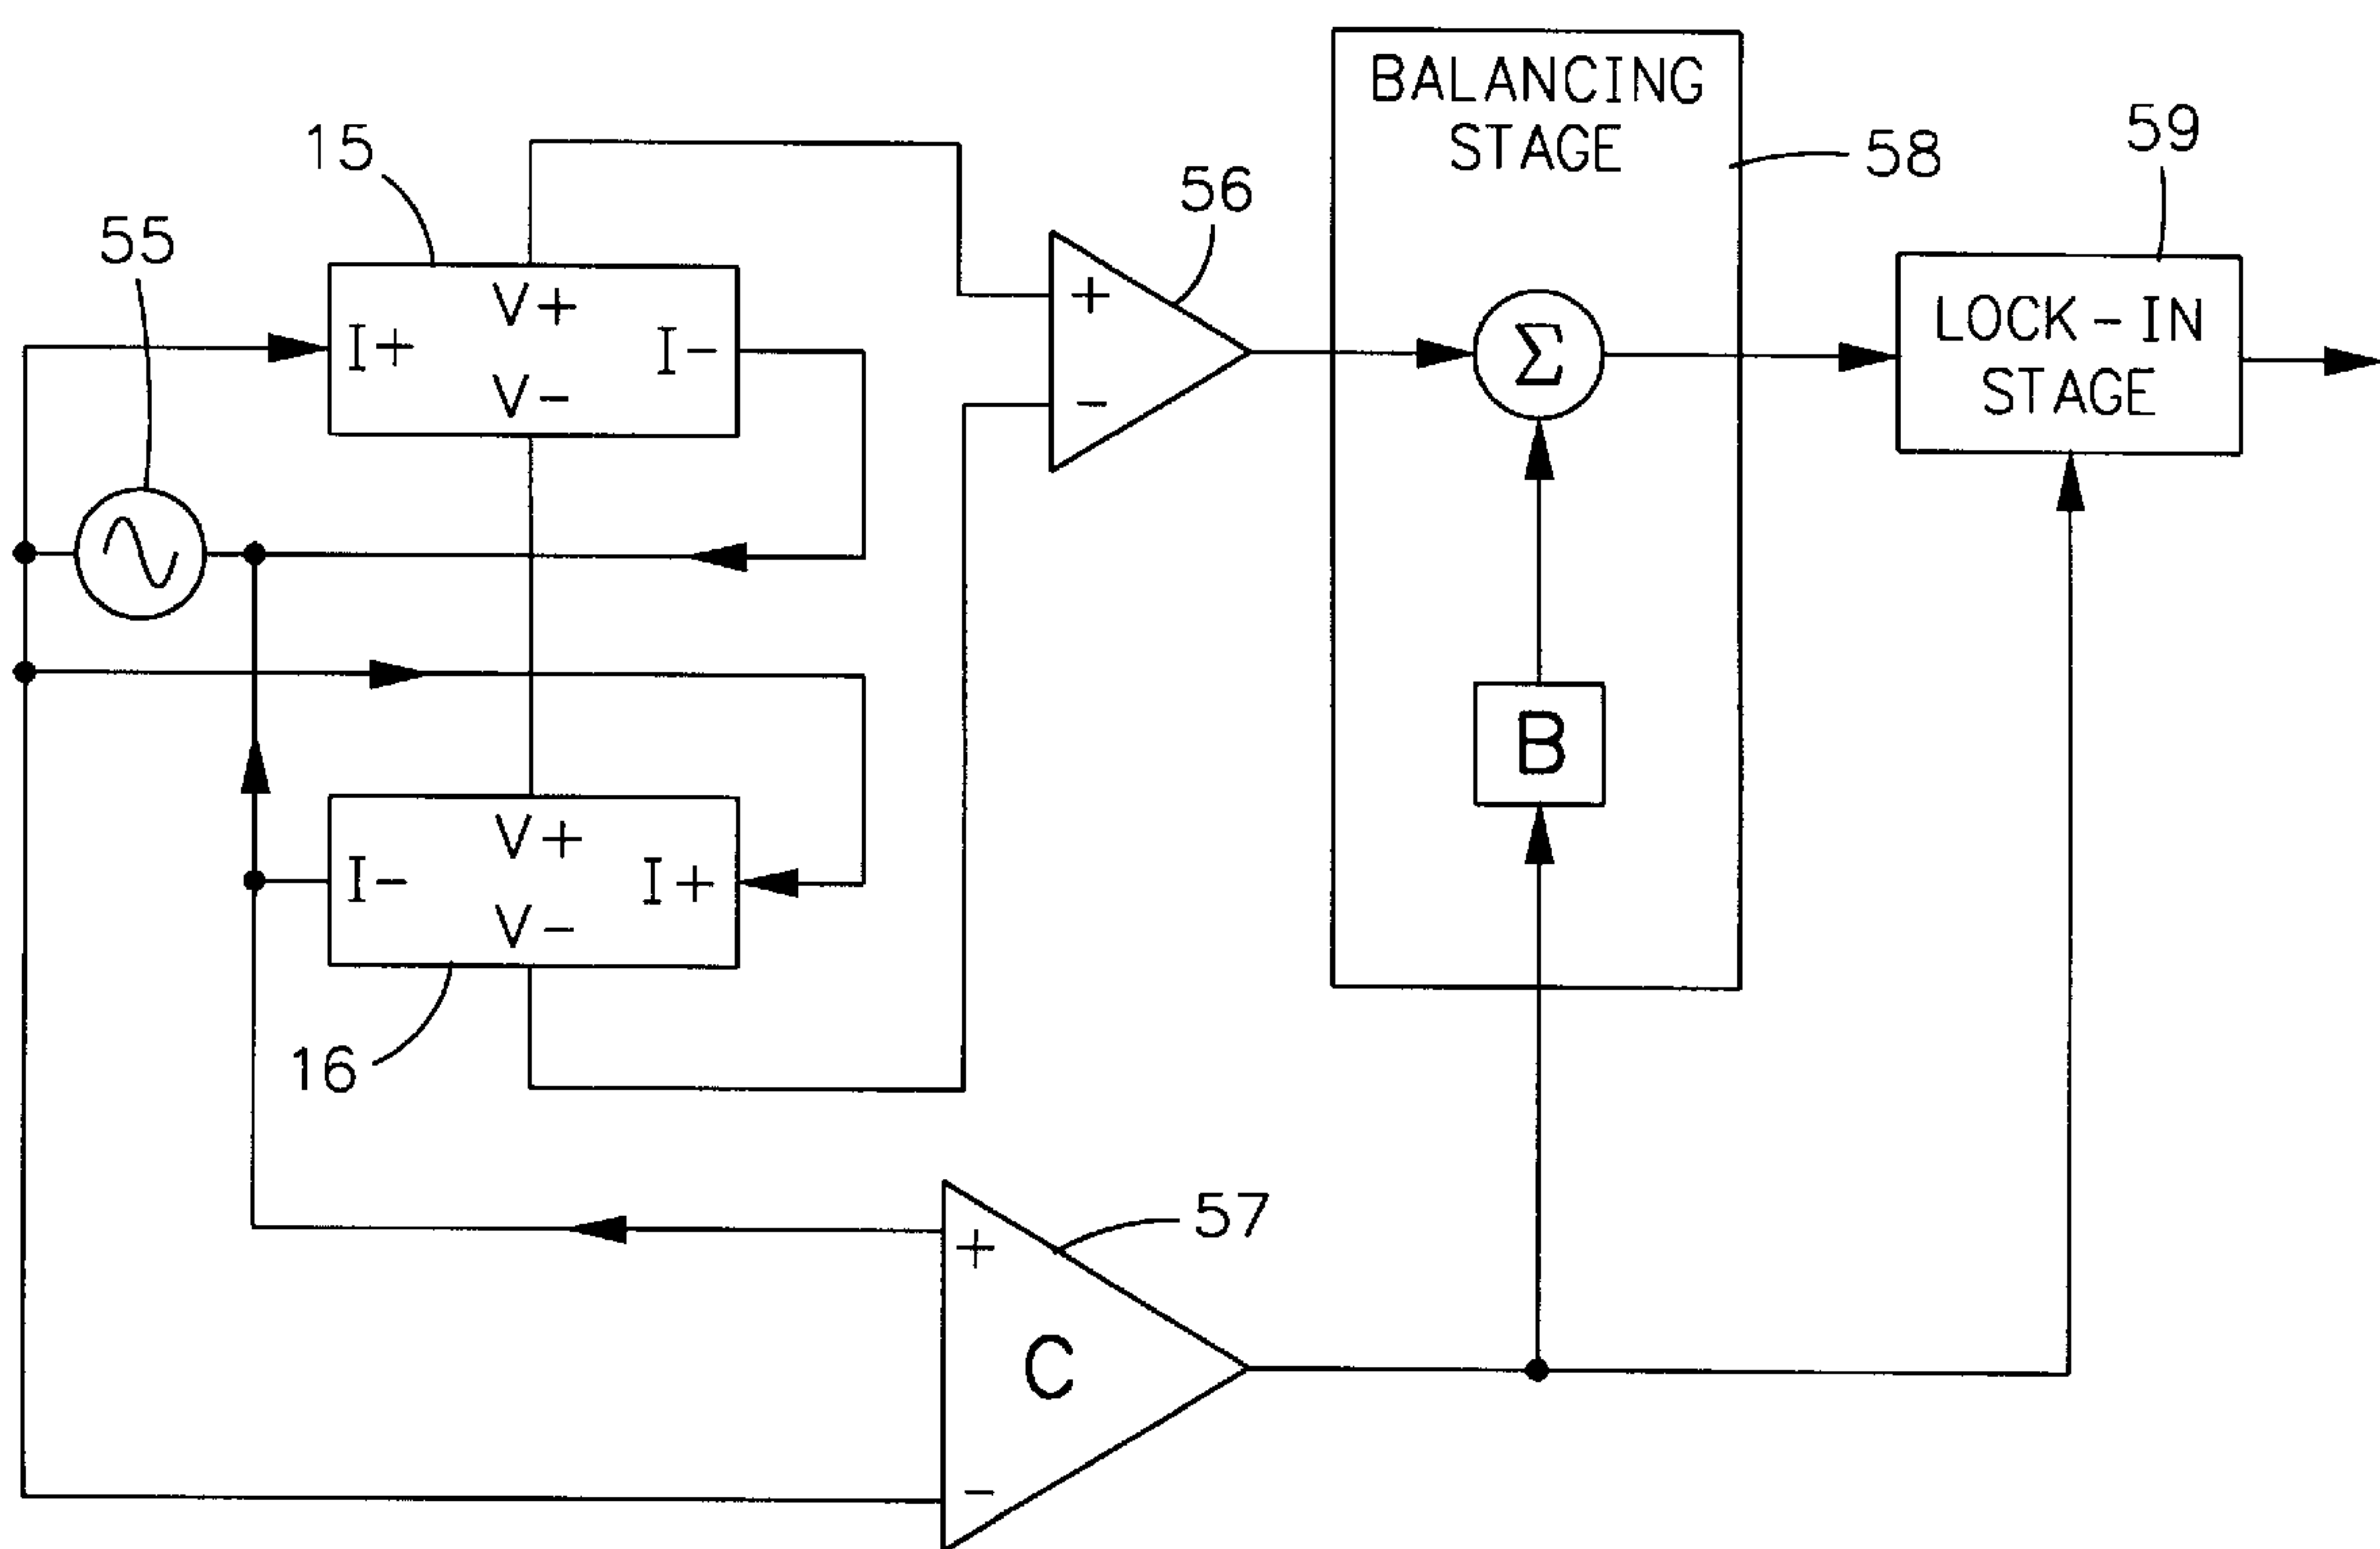 BALANCING
STAGE
15
55
56
58
59
V+
I+
I-
V-
+
-
Σ
LOCK-IN
STAGE
B
V+
I-
I+
V-
16
57
+
C
-